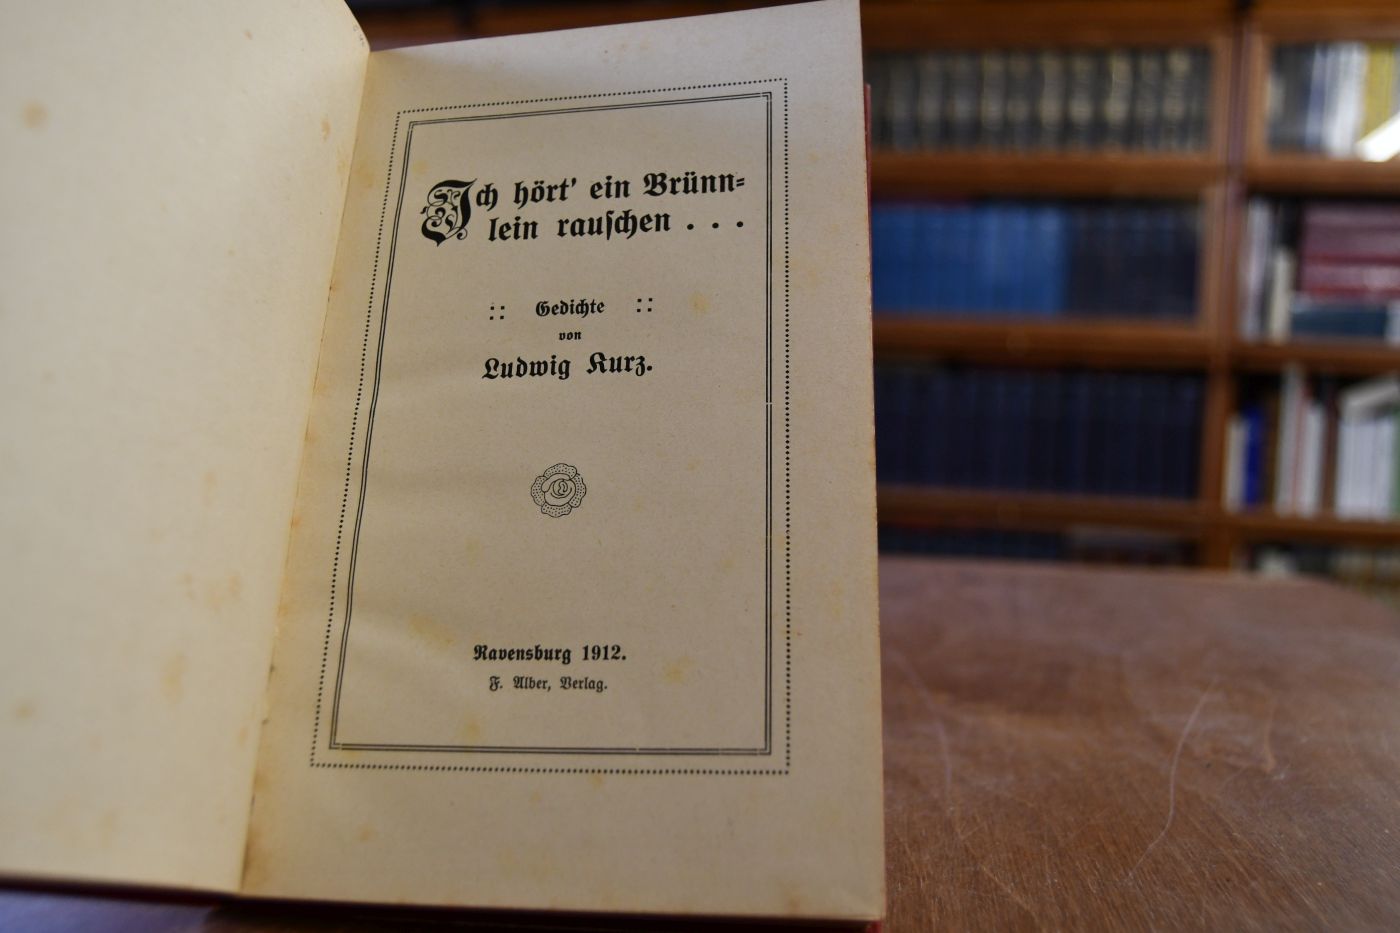 Ich hört' ein Brünn-
lein rauſchen . . .
:: Gedichte ::
von
Ludwig Kurz.
Ravensburg 1912.
F. Alber, Verlag.